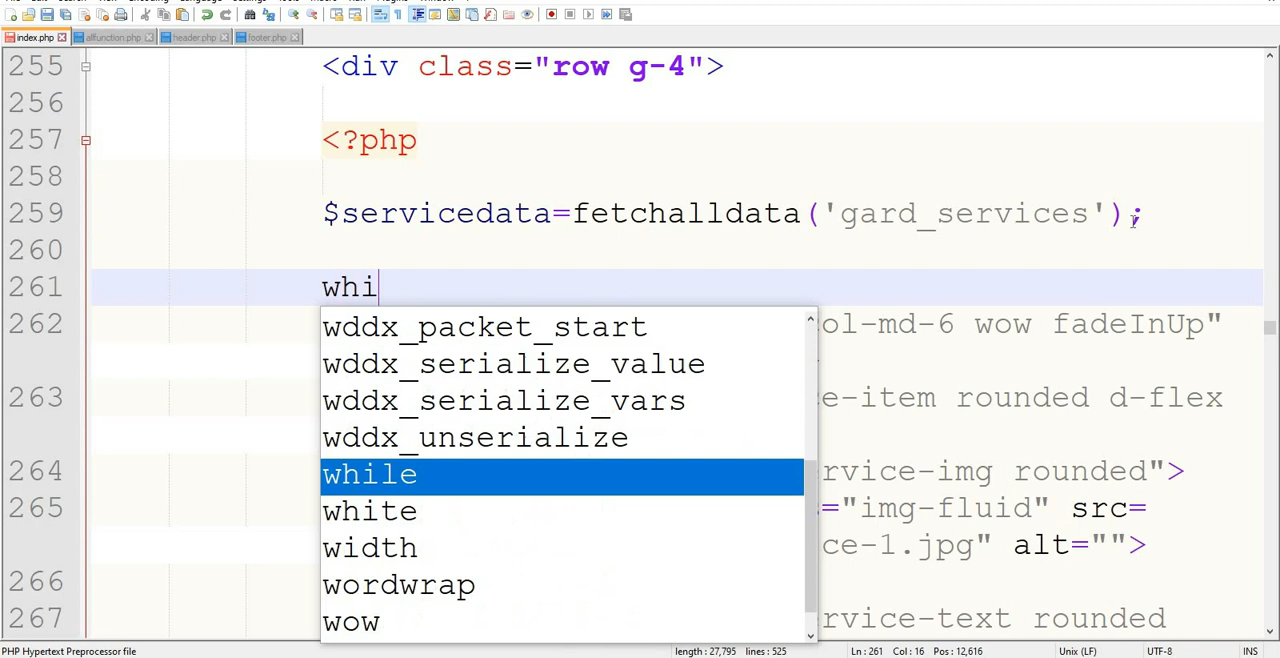 index.php
allfunction.php
header.php
footer.php
255 <div class="row g-4">
256
257 <?php
258
259 $servicedata=fetchalldata('gard_services');
260
261 whi
wddx_packet_start
262 ol-md-6 wow fadeInUp"
wddx_serialize_value
wddx_serialize_vars
263 e-item rounded d-flex
wddx_unserialize
while
264 rvice-img rounded">
white
265 ="img-fluid" src=
width
ce-1.jpg" alt="">
wordwrap
266
wow
267 rvice-text rounded
PHP Hypertext Preprocessor file
length : 27,795 lines : 525
Ln : 261 Col : 16 Pos : 12,616
Unix (LF)
UTF-8
INS